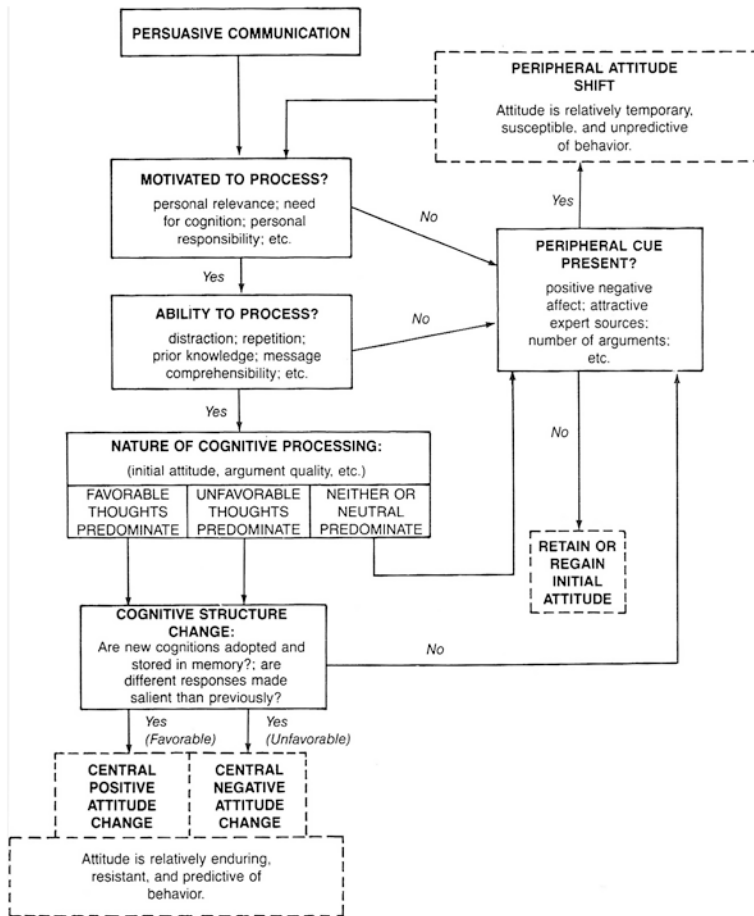 PERSUASIVE COMMUNICATION
PERIPHERAL ATTITUDE
SHIFT
Attitude is relatively temporary,
susceptible, and unpredictive
of behavior.
MOTIVATED TO PROCESS?
personal relevance; need
for cognition; personal
responsibility; etc.
No
Yes
PERIPHERAL CUE
PRESENT?
positive negative
affect; attractive
expert sources;
number of arguments;
etc.
Yes
ABILITY TO PROCESS?
distraction; repetition;
prior knowledge; message
comprehensibility; etc.
No
Yes
No
NATURE OF COGNITIVE PROCESSING:
(initial attitude, argument quality, etc.)
FAVORABLE
THOUGHTS
PREDOMINATE
UNFAVORABLE
THOUGHTS
PREDOMINATE
NEITHER OR
NEUTRAL
PREDOMINATE
RETAIN OR
REGAIN
INITIAL
ATTITUDE
COGNITIVE STRUCTURE
CHANGE:
Are new cognitions adopted and
stored in memory?; are
different responses made
salient than previously?
No
Yes
(Favorable)
Yes
(Unfavorable)
CENTRAL
POSITIVE
ATTITUDE
CHANGE
CENTRAL
NEGATIVE
ATTITUDE
CHANGE
Attitude is relatively enduring,
resistant, and predictive of
behavior.